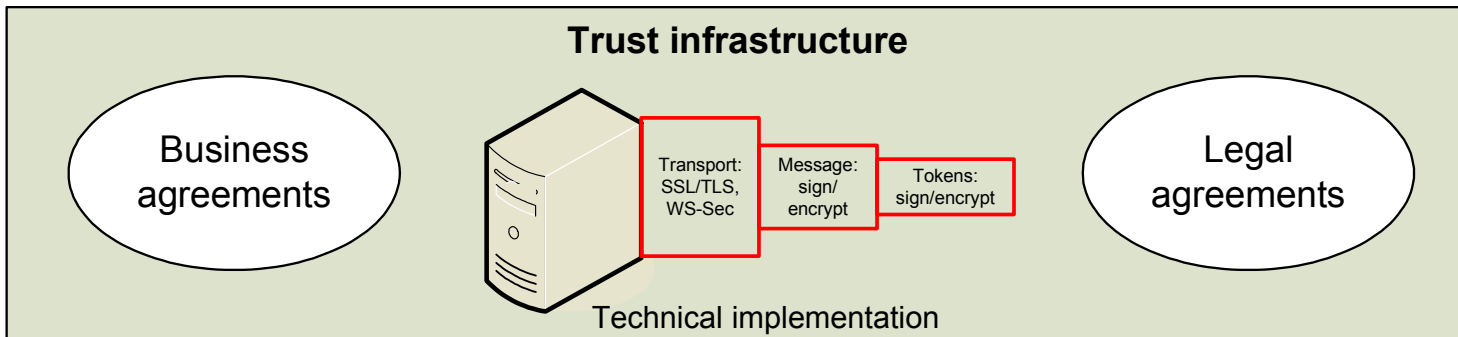 Trust infrastructure
Business
agreements
Transport:
SSL/TLS,
WS-Sec
Message:
sign/
encrypt
Tokens:
sign/encrypt
Legal
agreements
Technical implementation